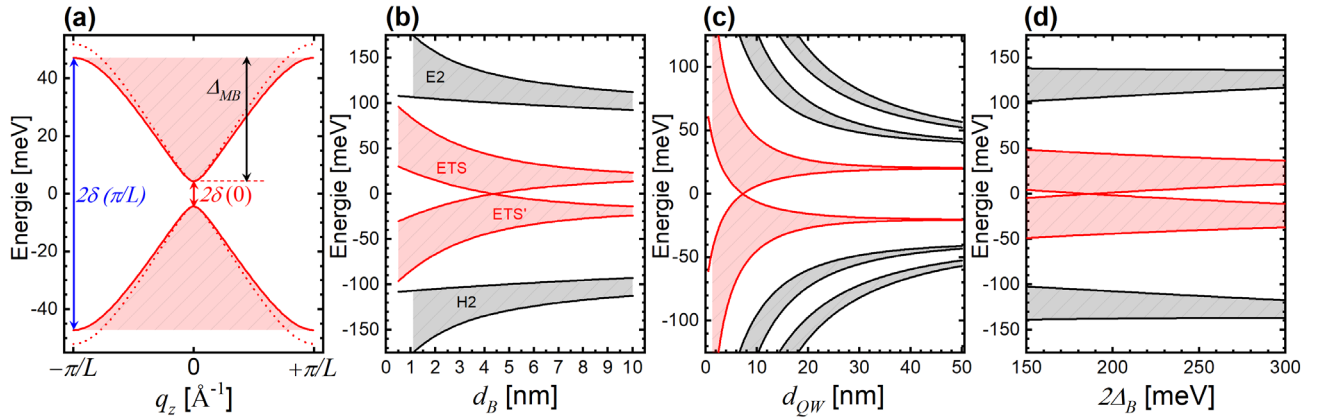 (a)
Energie [meV]
40
20
0
-20
-40
Δ_MB
2δ(π/L)
2δ(0)
−π/L
0
+π/L
q_z [Å⁻¹]
(b)
Energie [meV]
150
100
50
0
-50
-100
-150
E2
ETS
ETS'
H2
0 1 2 3 4 5 6 7 8 9 10
d_B [nm]
(c)
Energie [meV]
100
50
0
-50
-100
0 10 20 30 40 50
d_QW [nm]
(d)
Energie [meV]
150
100
50
0
-50
-100
-150
150 200 250 300
2Δ_B [meV]